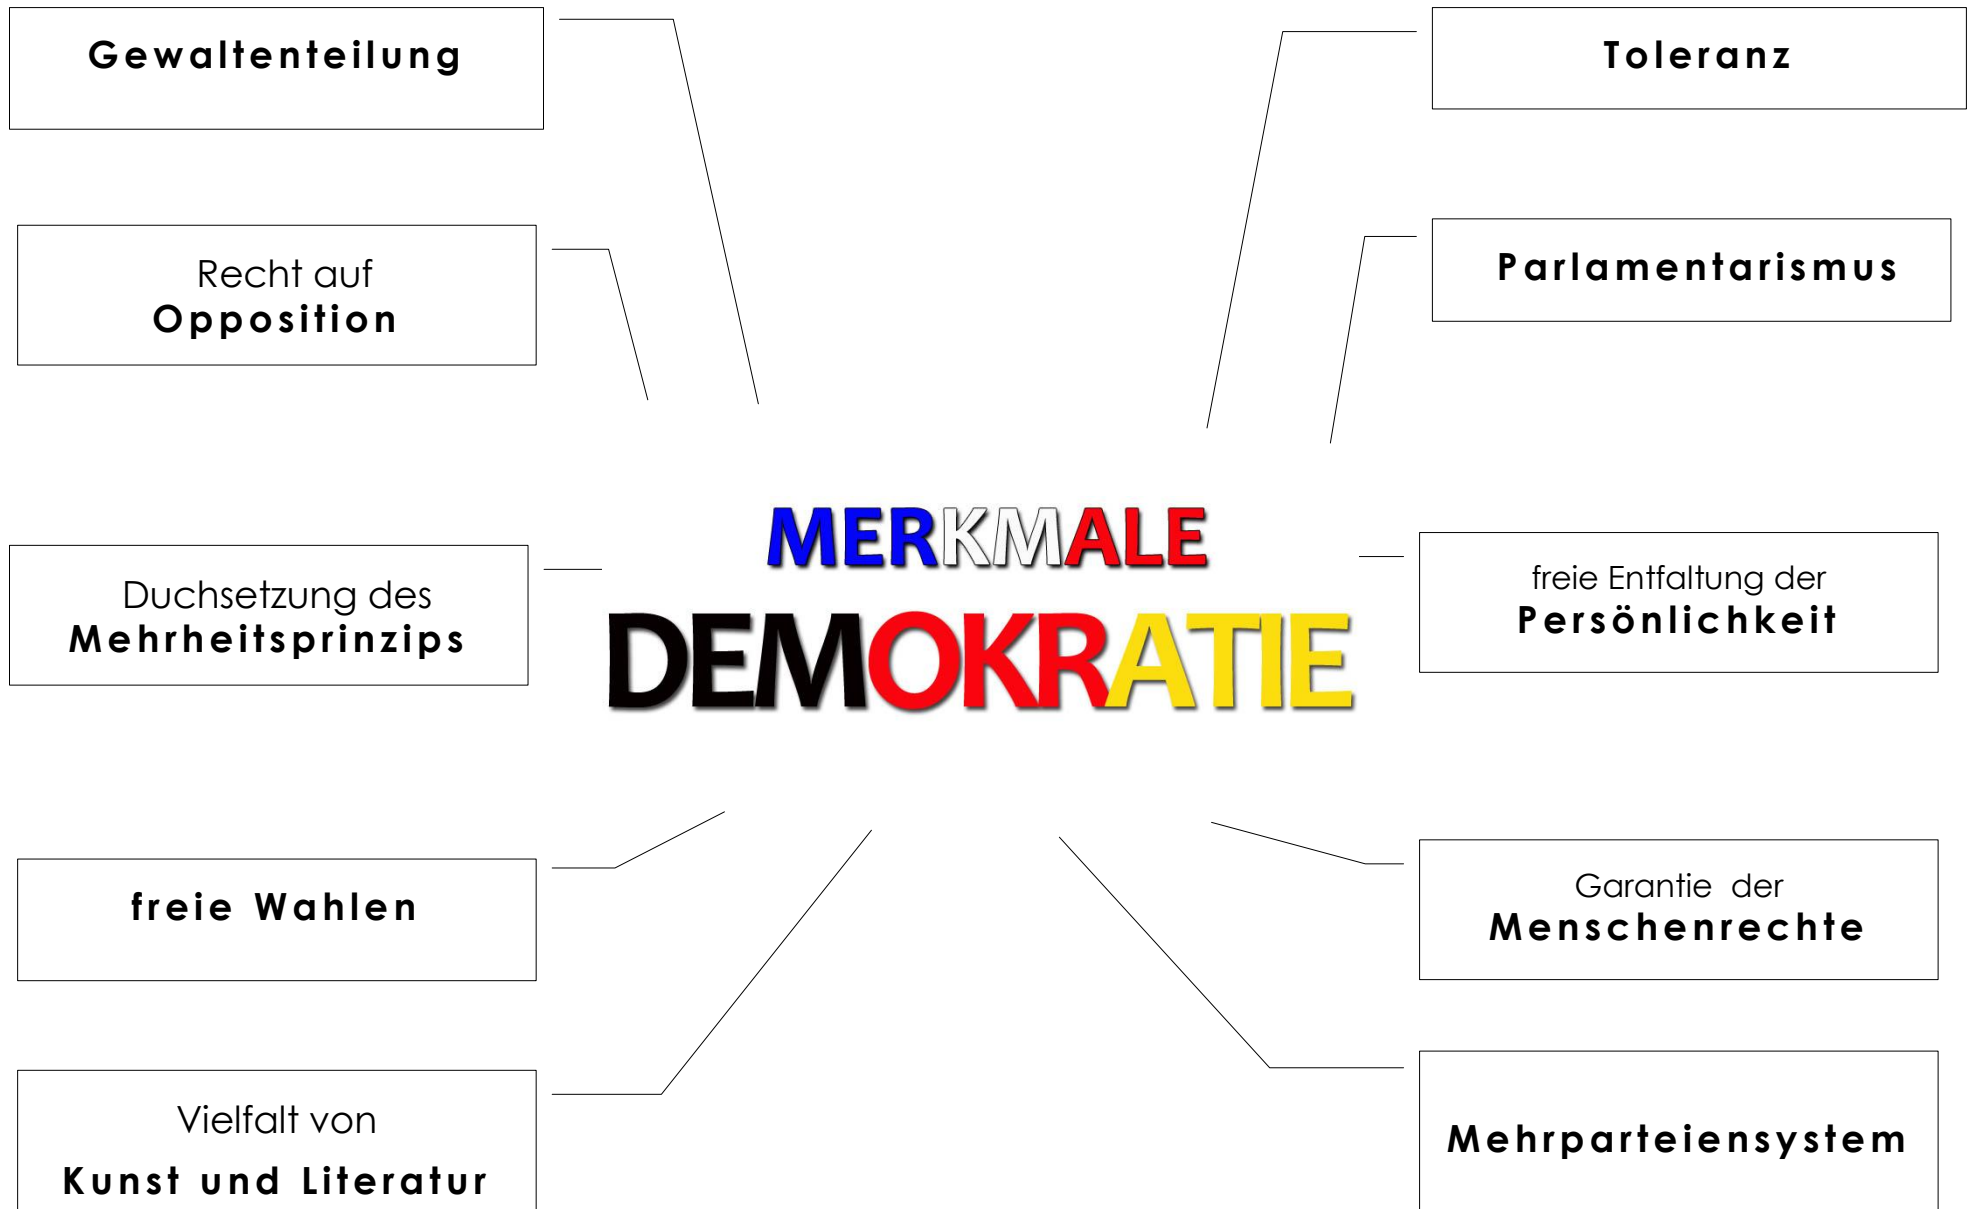 Gewaltenteilung
Toleranz
Recht auf
Opposition
Parlamentarismus
MERKMALE
DEMOKRATIE
Duchsetzung des
Mehrheitsprinzips
freie Entfaltung der
Persönlichkeit
freie Wahlen
Garantie der
Menschenrechte
Vielfalt von
Kunst und Literatur
Mehrparteiensystem